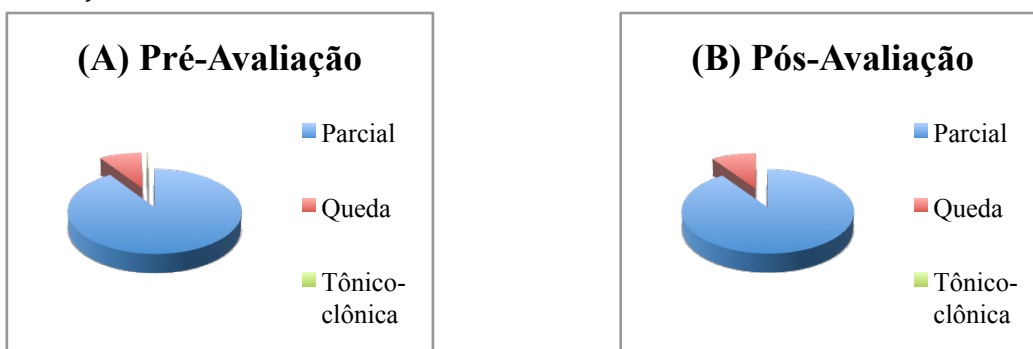 (A) Pré-Avaliação
Parcial
Queda
Tônico-
clônica
(B) Pós-Avaliação
Parcial
Queda
Tônico-
clônica